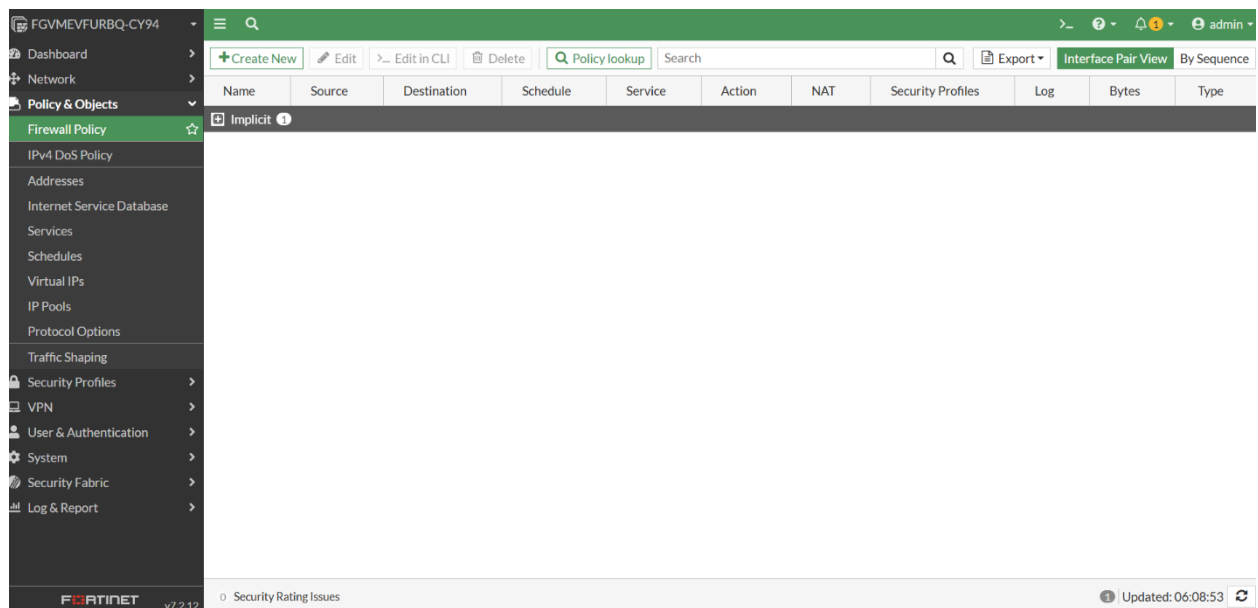 FGVMEVFURBQ-CY94
>_ 1 admin
Dashboard
Network
Policy & Objects
Firewall Policy
IPv4 DoS Policy
Addresses
Internet Service Database
Services
Schedules
Virtual IPs
IP Pools
Protocol Options
Traffic Shaping
Security Profiles
VPN
User & Authentication
System
Security Fabric
Log & Report
FORTINET v7.2.12
+Create New Edit >_ Edit in CLI Delete Policy lookup Search Export Interface Pair View By Sequence
Name Source Destination Schedule Service Action NAT Security Profiles Log Bytes Type
Implicit 1
0 Security Rating Issues 1 Updated: 06:08:53